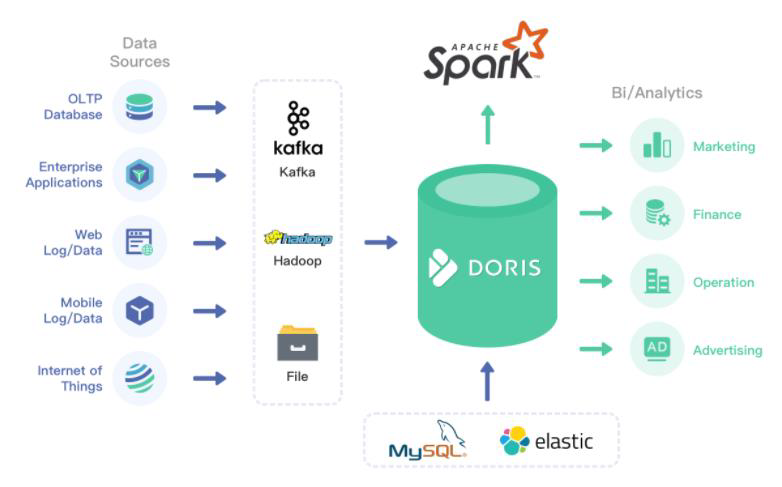 Data
Sources
OLTP
Database
Enterprise
Applications
Web
Log/Data
Mobile
Log/Data
Internet of
Things
kafka
Kafka
hadoop
Hadoop
File
APACHE
Spark
TM
DORIS
MySQL®
elastic
Bi/Analytics
Marketing
Finance
Operation
AD
Advertising